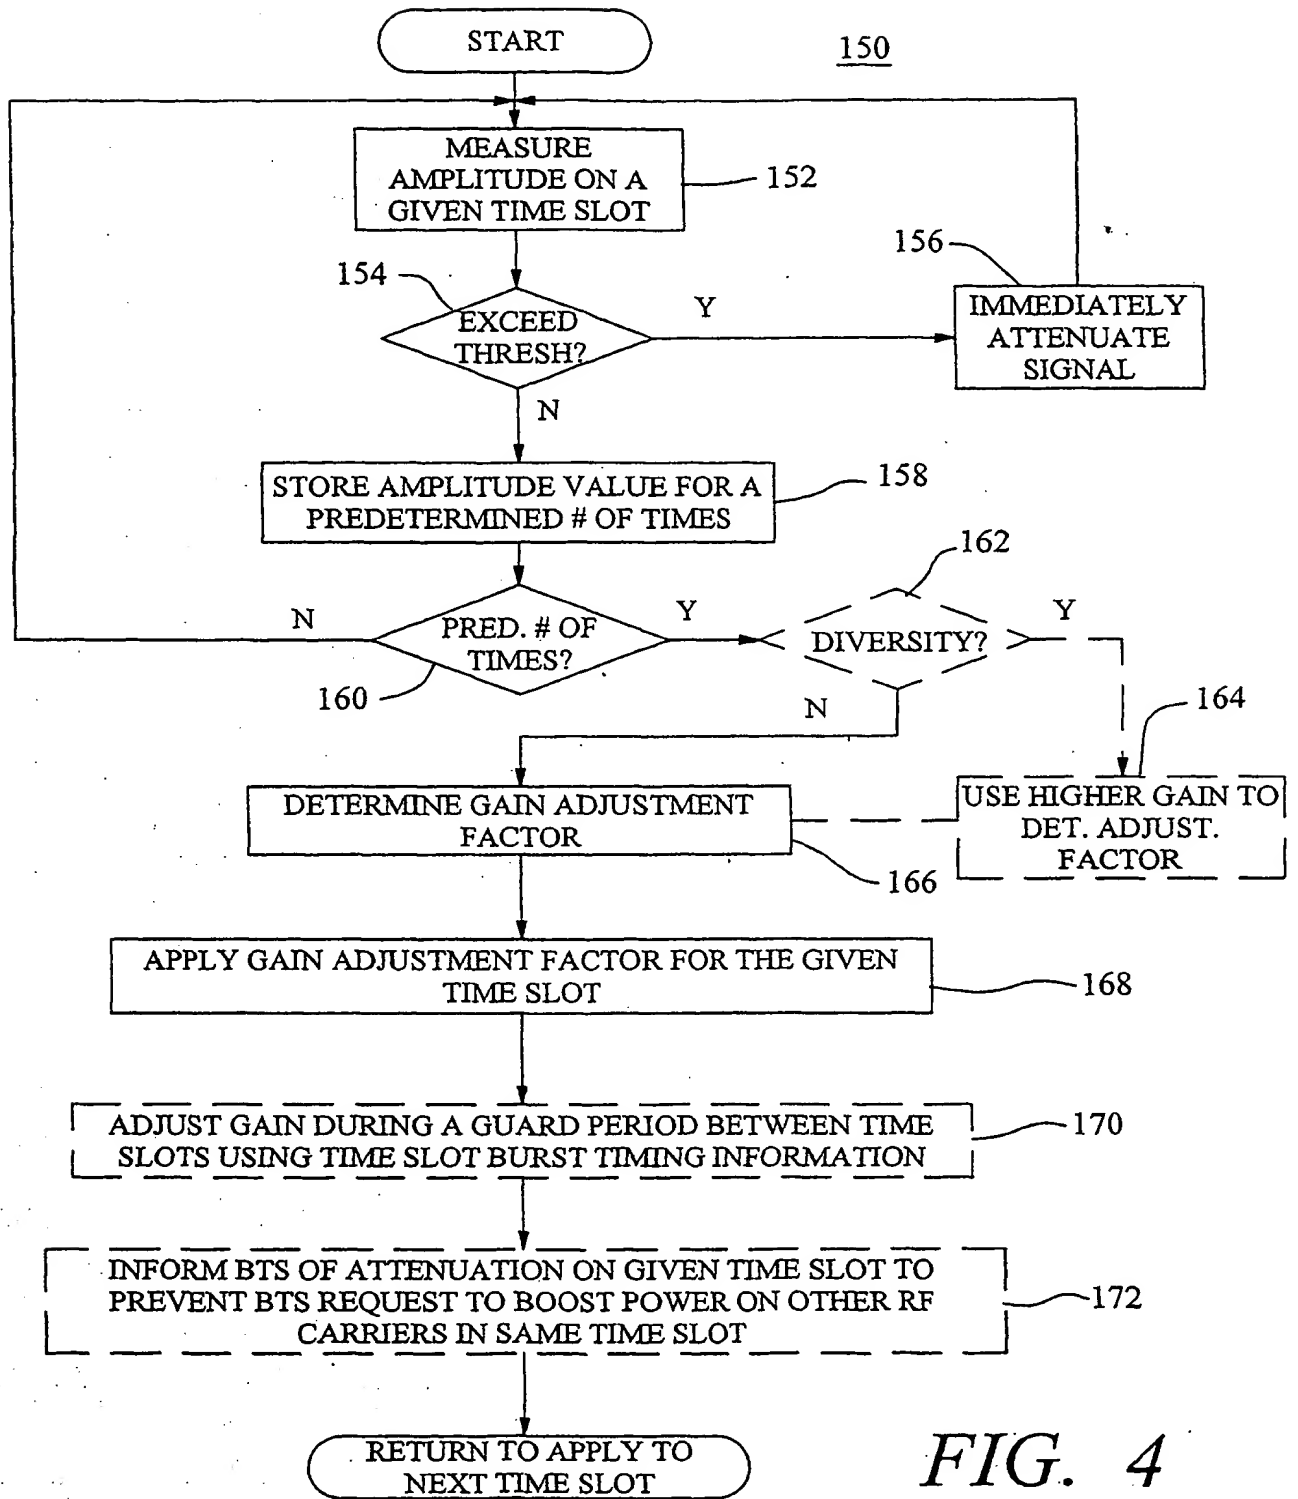 START
150
MEASURE
AMPLITUDE ON A
GIVEN TIME SLOT
152
154
EXCEED
THRESH?
Y
156
IMMEDIATELY
ATTENUATE
SIGNAL
N
STORE AMPLITUDE VALUE FOR A
PREDETERMINED # OF TIMES
158
162
N
PRED. # OF
TIMES?
Y
DIVERSITY?
Y
160
N
164
DETERMINE GAIN ADJUSTMENT
FACTOR
USE HIGHER GAIN TO
DET. ADJUST.
FACTOR
166
APPLY GAIN ADJUSTMENT FACTOR FOR THE GIVEN
TIME SLOT
168
ADJUST GAIN DURING A GUARD PERIOD BETWEEN TIME
SLOTS USING TIME SLOT BURST TIMING INFORMATION
170
INFORM BTS OF ATTENUATION ON GIVEN TIME SLOT TO
PREVENT BTS REQUEST TO BOOST POWER ON OTHER RF
CARRIERS IN SAME TIME SLOT
172
RETURN TO APPLY TO
NEXT TIME SLOT
FIG. 4